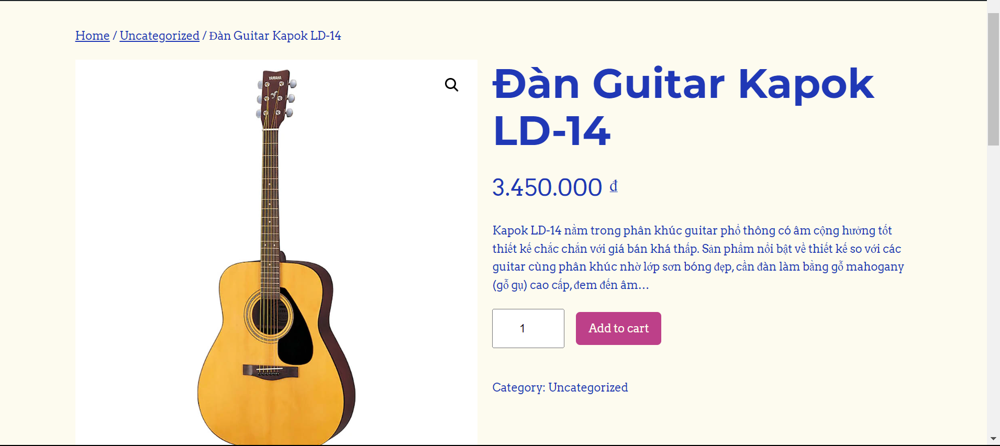 Home / Uncategorized / Đàn Guitar Kapok LD-14
YAMAHA
Đàn Guitar Kapok
LD-14
3.450.000 ₫
Kapok LD-14 nằm trong phân khúc guitar phổ thông có âm cộng hưởng tốt
thiết kế chắc chắn với giá bán khá thấp. Sản phẩm nổi bật về thiết kế so với các
guitar cùng phân khúc nhờ lớp sơn bóng đẹp, cần đàn làm bằng gỗ mahogany
(gỗ gụ) cao cấp, đem đến âm…
1
Add to cart
Category: Uncategorized